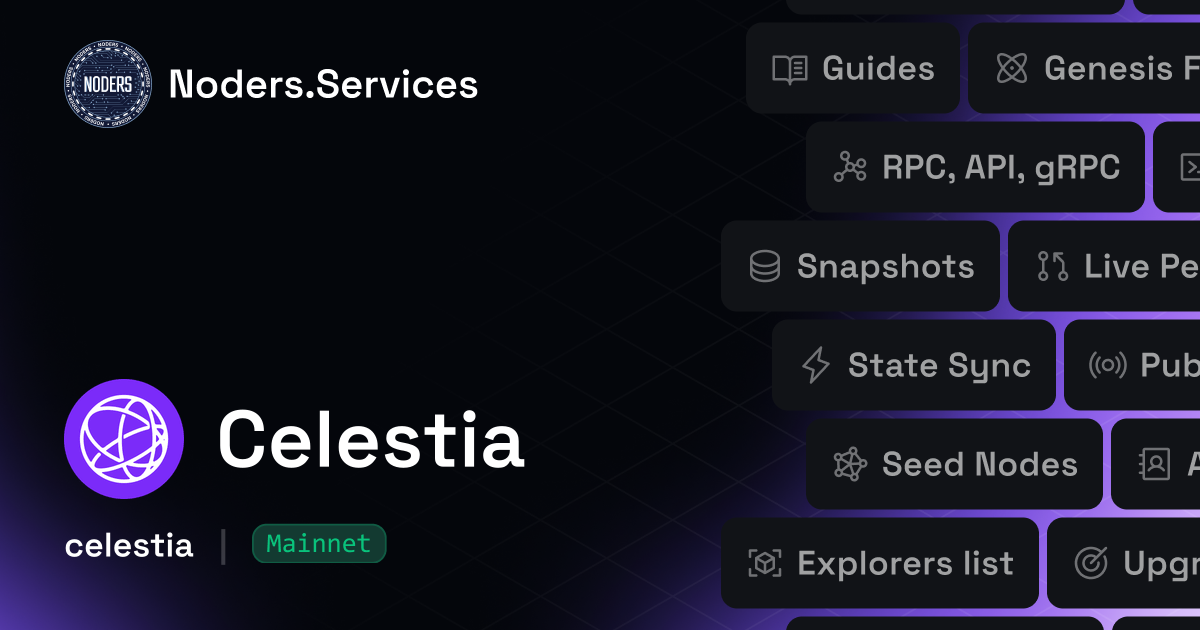 NODERS
Noders.Services
Celestia
celestia | Mainnet
Guides
Genesis F
RPC, API, gRPC
Snapshots
Live Pe
State Sync
Pub
Seed Nodes
A
Explorers list
Upgr